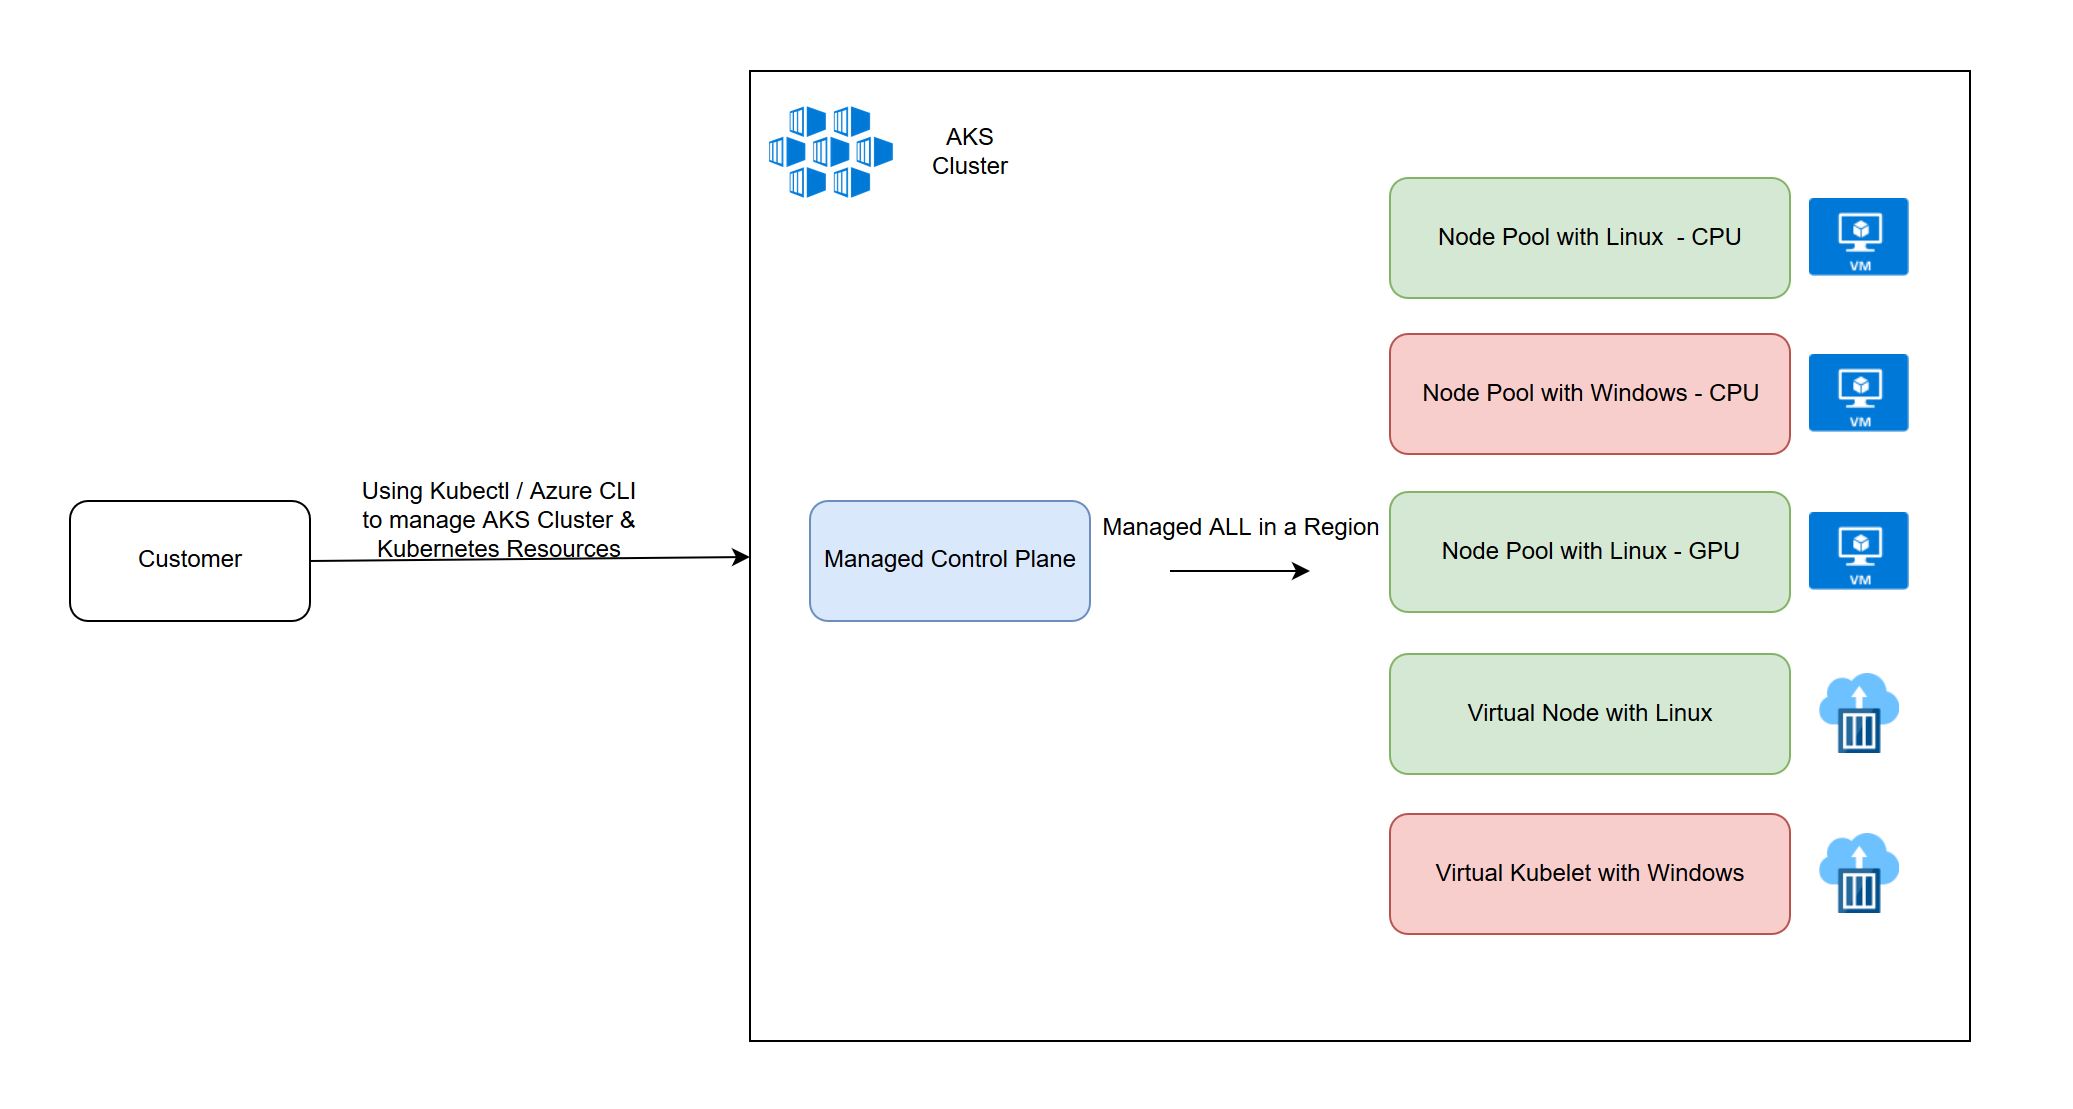 AKS
Cluster
Node Pool with Linux  - CPU
VM
Node Pool with Windows - CPU
VM
Using Kubectl / Azure CLI
to manage AKS Cluster &
Kubernetes Resources
Customer
Managed Control Plane
Managed ALL in a Region
Node Pool with Linux - GPU
VM
Virtual Node with Linux
Virtual Kubelet with Windows